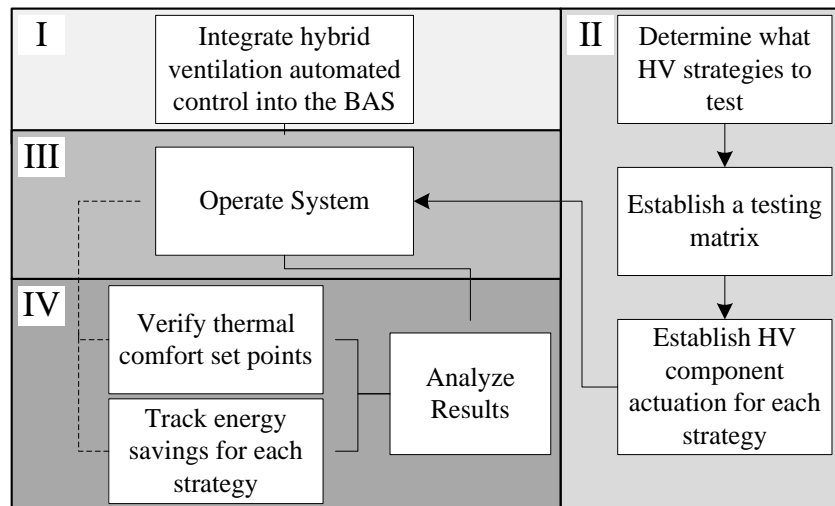 I
Integrate hybrid
ventilation automated
control into the BAS
II
Determine what
HV strategies to
test
Establish a testing
matrix
Establish HV
component
actuation for each
strategy
III
Operate System
IV
Verify thermal
comfort set points
Track energy
savings for each
strategy
Analyze
Results